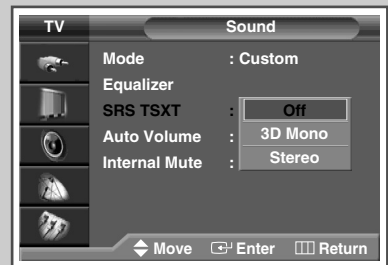 TV Sound
Mode : Custom
Equalizer
SRS TSXT : Off
Auto Volume : 3D Mono
Internal Mute : Stereo
Move Enter Return